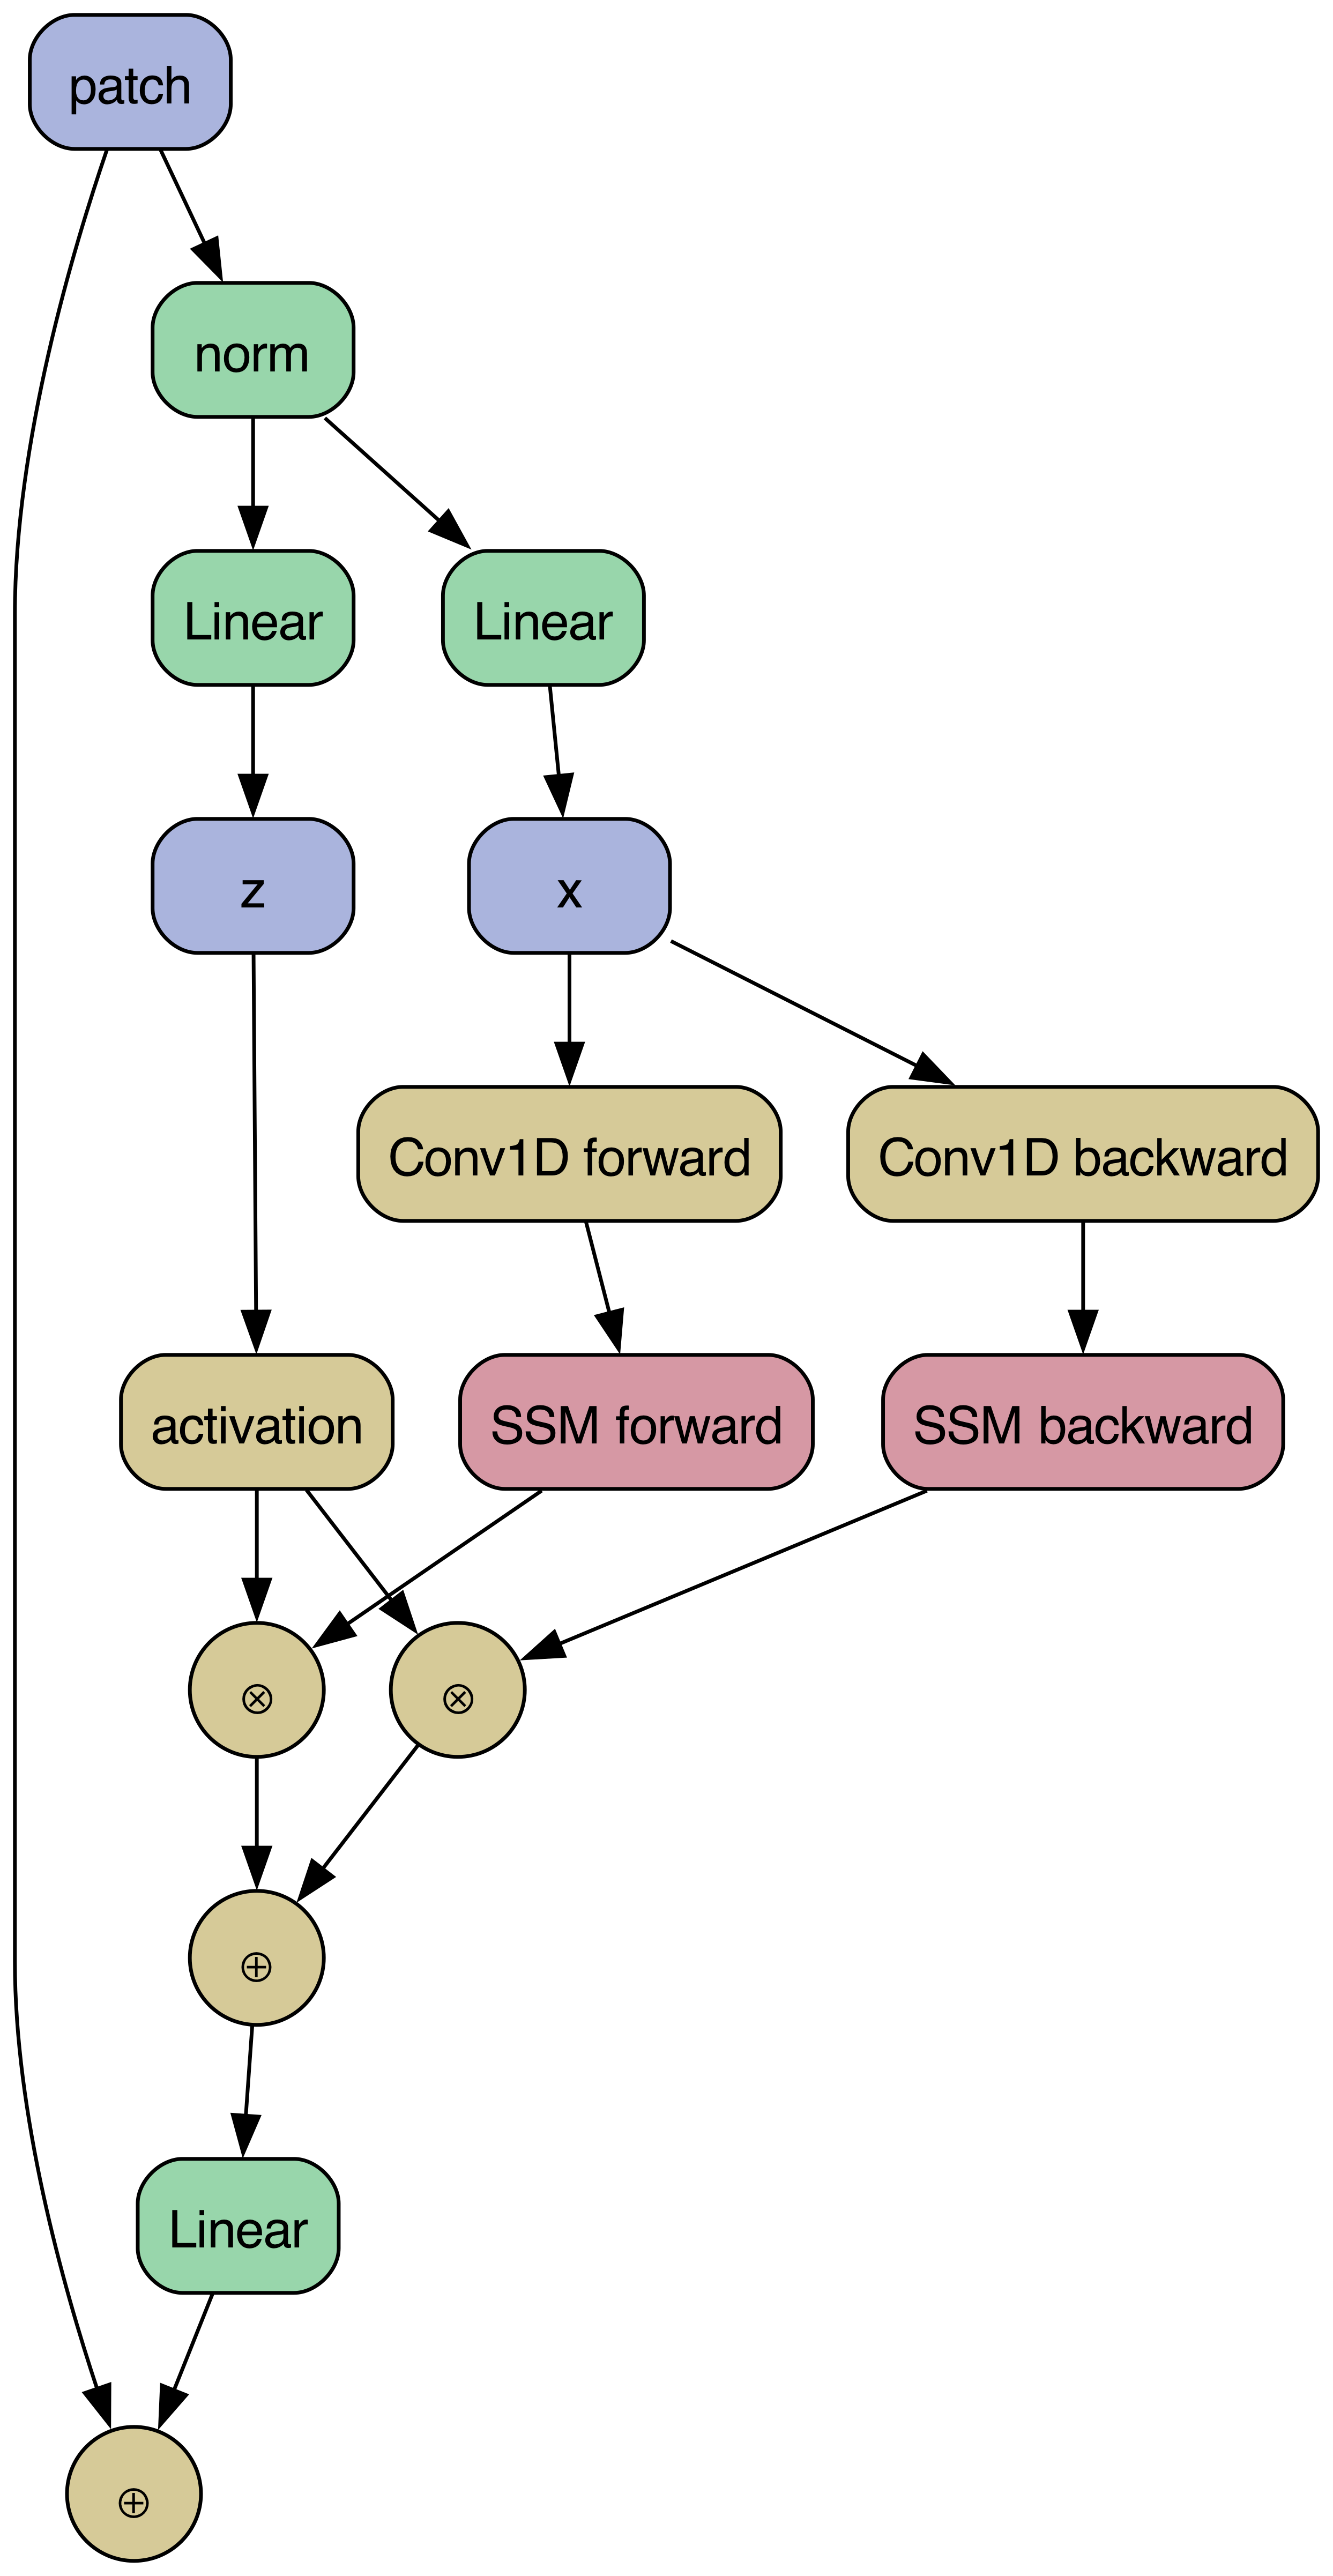 patch
norm
Linear
Linear
z
x
Conv1D forward
Conv1D backward
activation
SSM forward
SSM backward
⊗
⊗
⊕
Linear
⊕